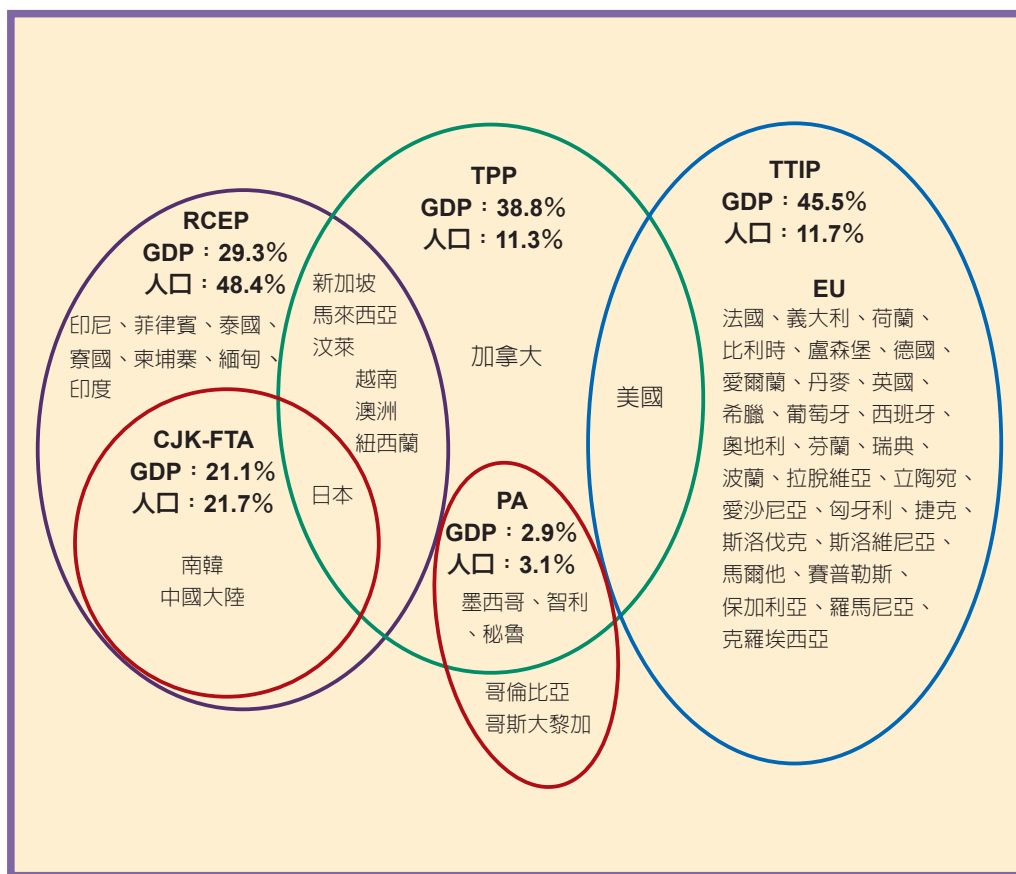 TPP
GDP：38.8%
人口：11.3%
TTIP
GDP：45.5%
人口：11.7%
RCEP
GDP：29.3%
人口：48.4%
印尼、菲律賓、泰國、
寮國、柬埔寨、緬甸、
印度
新加坡
馬來西亞
汶萊
越南
澳洲
紐西蘭
加拿大
美國
EU
法國、義大利、荷蘭、
比利時、盧森堡、德國、
愛爾蘭、丹麥、英國、
希臘、葡萄牙、西班牙、
奧地利、芬蘭、瑞典、
波蘭、拉脫維亞、立陶宛、
愛沙尼亞、匈牙利、捷克、
斯洛伐克、斯洛維尼亞、
馬爾他、賽普勒斯、
保加利亞、羅馬尼亞、
克羅埃西亞
CJK-FTA
GDP：21.1%
人口：21.7%
日本
南韓
中國大陸
PA
GDP：2.9%
人口：3.1%
墨西哥、智利
、秘魯
哥倫比亞
哥斯大黎加